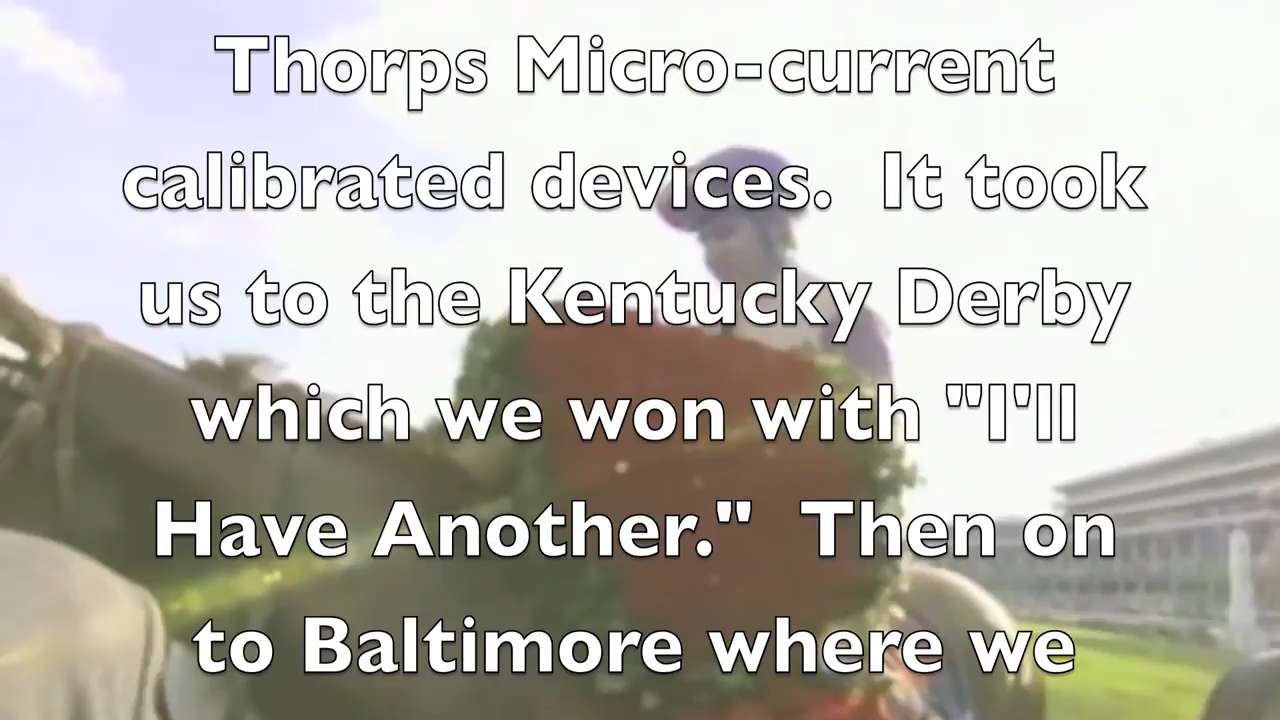 Thorps Micro-current
calibrated devices.  It took
us to the Kentucky Derby
which we won with "I'll
Have Another."  Then on
to Baltimore where we